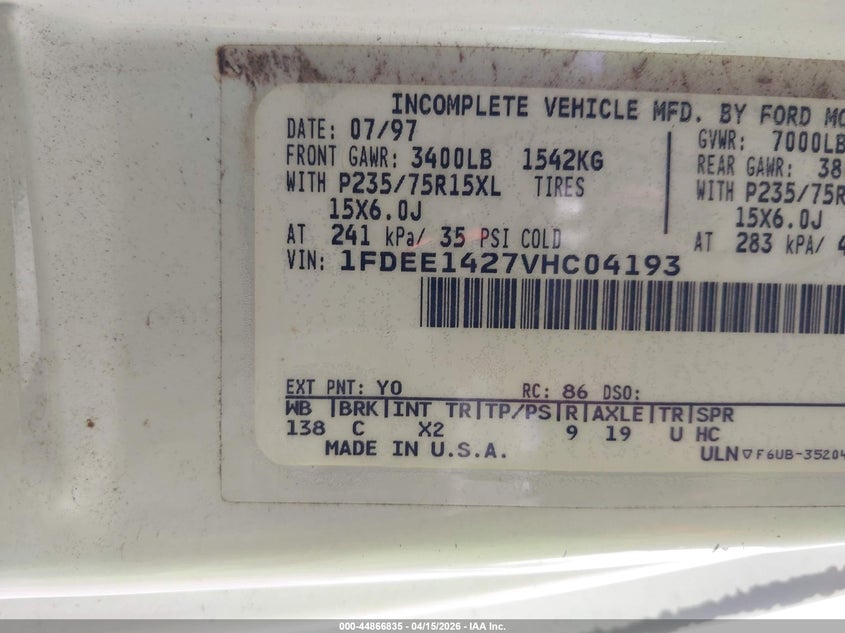 INCOMPLETE VEHICLE MFD. BY FORD MO
DATE: 07/97
GVWR: 7000LB
FRONT GAWR: 3400LB 1542KG
REAR GAWR: 38
WITH P235/75R15XL TIRES
WITH P235/75R
15X6.0J
15X6.0J
AT 241 kPa/ 35 PSI COLD
AT 283 kPa/ 4
VIN: 1FDEE1427VHC04193
EXT PNT: YO RC: 86 DSO:
WB |BRK|INT TR|TP/PS|R|AXLE|TR|SPR
138 C X2 9 19 U HC
MADE IN U.S.A.
ULN ▽ F6UB-35204
000-44866835 - 04/15/2026 - IAA Inc.